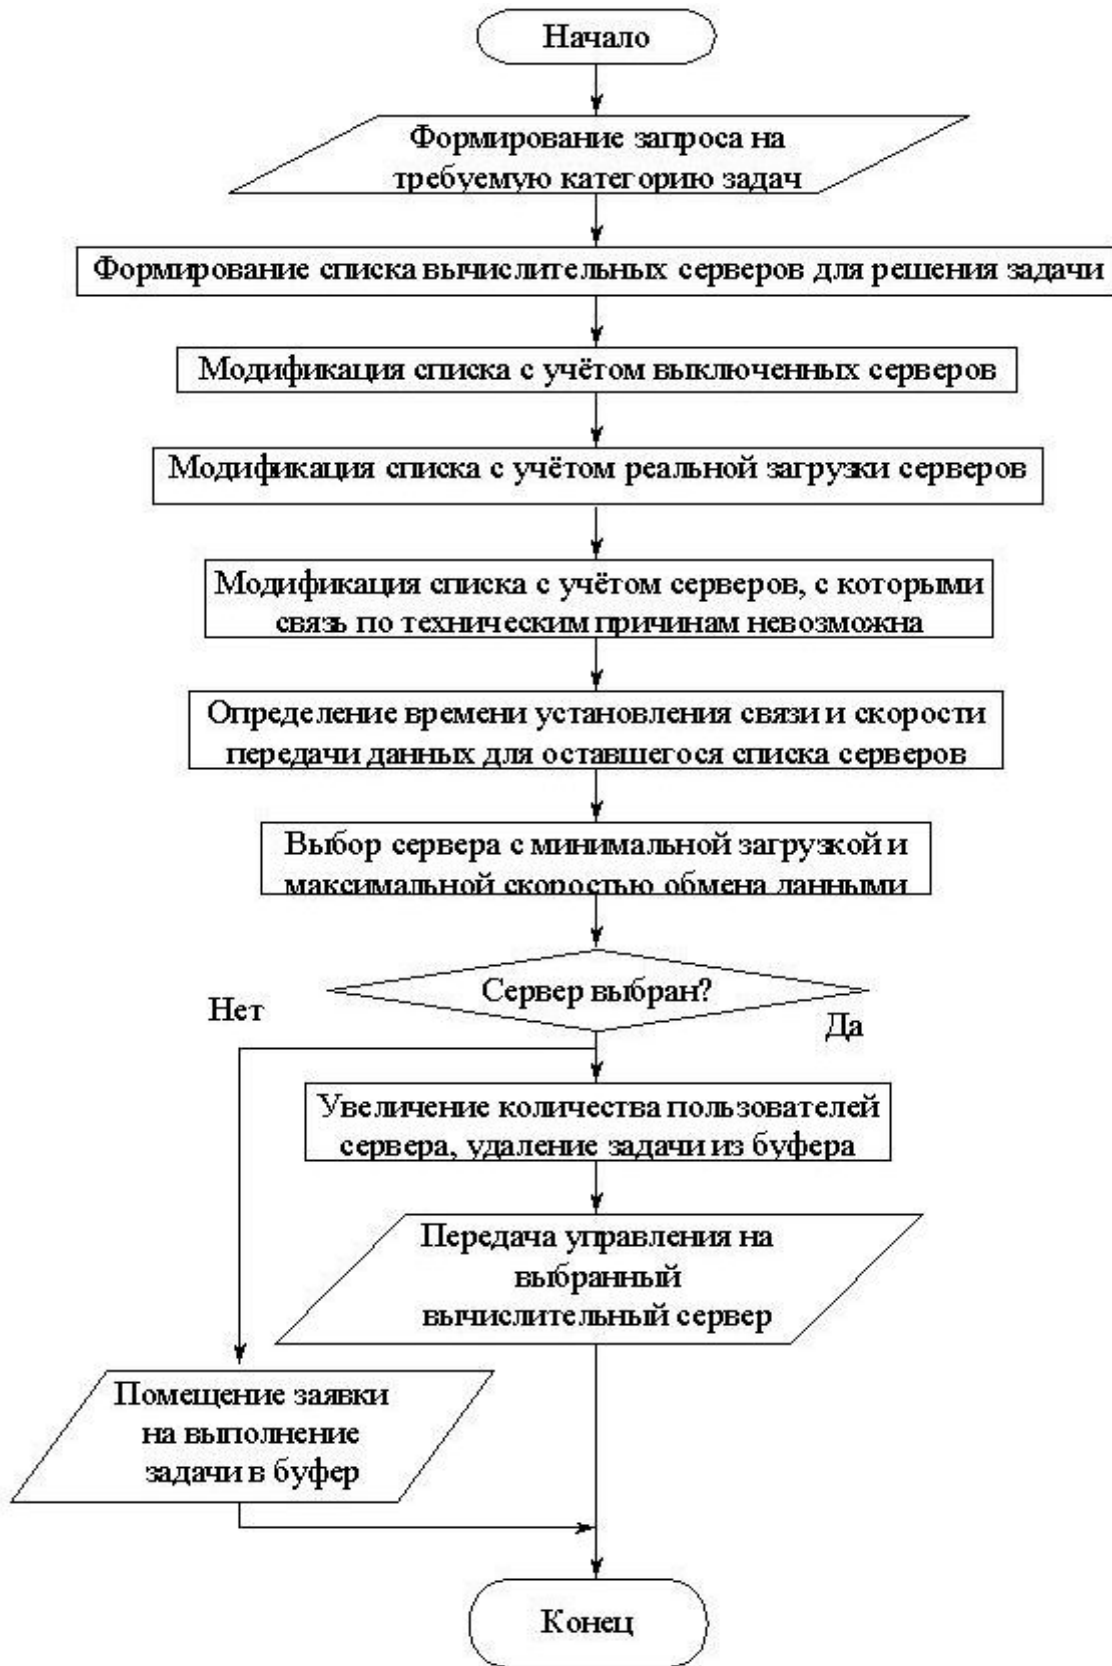 Начало
Формирование запроса на
требуемую категорию задач
Формирование списка вычислительных серверов для решения задачи
Модификация списка с учётом выключенных серверов
Модификация списка с учётом реальной загрузки серверов
Модификация списка с учётом серверов, с которыми
связь по техническим причинам невозможна
Определение времени установления связи и скорости
передачи данных для оставшегося списка серверов
Выбор сервера с минимальной загрузкой и
максимальной скоростью обмена данными
Сервер выбран?
Нет
Да
Увеличение количества пользователей
сервера, удаление задачи из буфера
Передача управления на
выбранный
вычислительный сервер
Помещение заявки
на выполнение
задачи в буфер
Конец